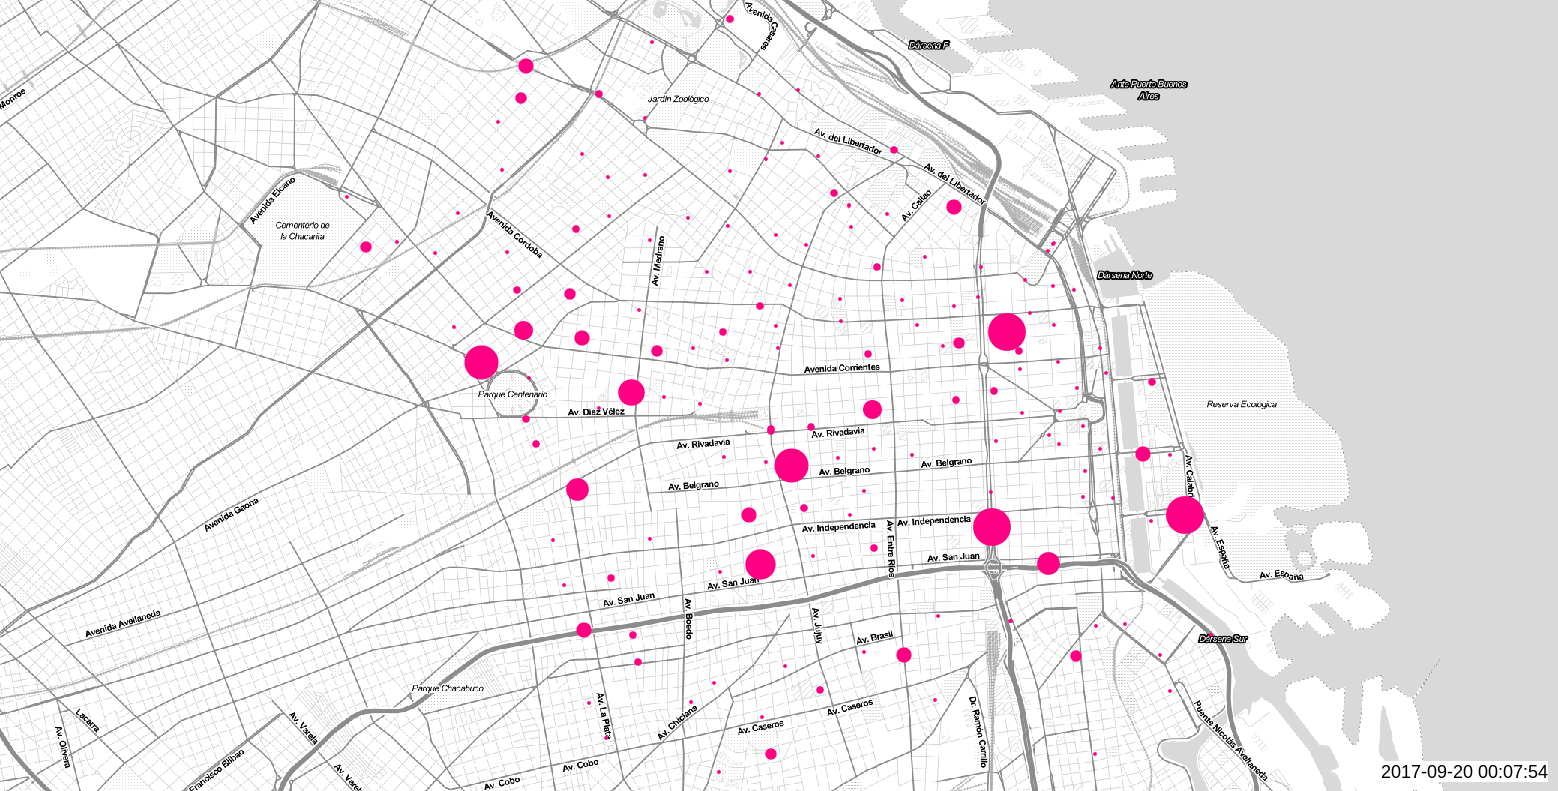 Avenida Casares
Dársena F
Ante Puerto Buenos
Aires
Monroe
Jardín Zoológico
Av. del Libertador
Av. del Libertador
Avenida Elcano
Av. Callao
Cementerio de
la Chacarita
Avenida Córdoba
Av. Medrano
Dársena Norte
Avenida Corrientes
Parque Centenario
Av. Díaz Vélez
Reserva Ecológica
Av. Rivadavia
Av. Rivadavia
Av. Belgrano
Av. Belgrano
Av. Belgrano
Avenida Gaona
Av. Independencia
Av. Independencia
Av. Entre Ríos
Av. España
Av. San Juan
Av. España
Av. San Juan
Av. San Juan
Avenida Avellaneda
Av. Boedo
Av. Jujuy
Av. Brasil
Dársena Sur
Parque Chacabuco
Av. La Plata
Av. Chiclana
Av. Caseros
Av. Caseros
Dr. Ramón Carrillo
Lacarra
Av. Olivera
Av. Varela
Francisco Bilbao
Av. Cobo
Av. Cobo
Puente Nicolás Avellaneda
2017-09-20 00:07:54